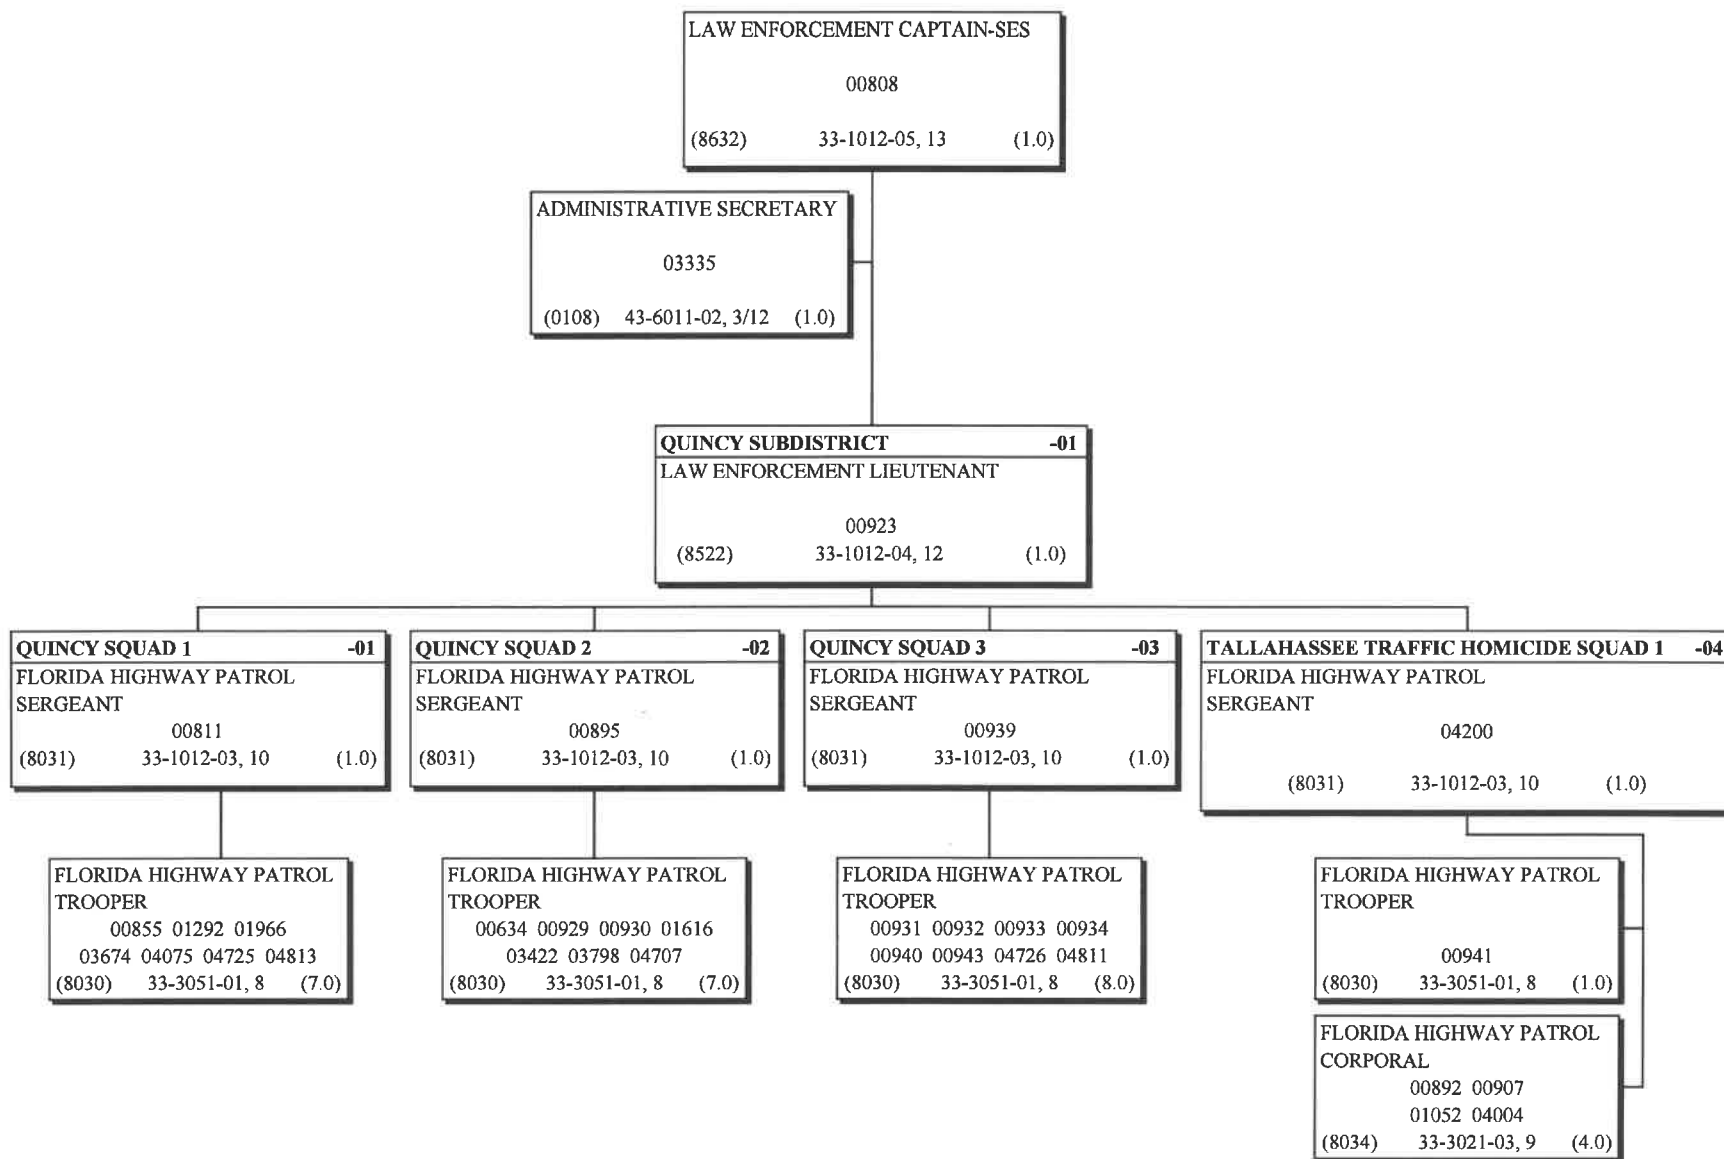 LAW ENFORCEMENT CAPTAIN-SES
00808
(8632) 33-1012-05, 13 (1.0)
ADMINISTRATIVE SECRETARY
03335
(0108) 43-6011-02, 3/12 (1.0)
QUINCY SUBDISTRICT -01
LAW ENFORCEMENT LIEUTENANT
00923
(8522) 33-1012-04, 12 (1.0)
QUINCY SQUAD 1 -01
FLORIDA HIGHWAY PATROL
SERGEANT
00811
(8031) 33-1012-03, 10 (1.0)
QUINCY SQUAD 2 -02
FLORIDA HIGHWAY PATROL
SERGEANT
00895
(8031) 33-1012-03, 10 (1.0)
QUINCY SQUAD 3 -03
FLORIDA HIGHWAY PATROL
SERGEANT
00939
(8031) 33-1012-03, 10 (1.0)
TALLAHASSEE TRAFFIC HOMICIDE SQUAD 1 -04
FLORIDA HIGHWAY PATROL
SERGEANT
04200
(8031) 33-1012-03, 10 (1.0)
FLORIDA HIGHWAY PATROL
TROOPER
00855 01292 01966
03674 04075 04725 04813
(8030) 33-3051-01, 8 (7.0)
FLORIDA HIGHWAY PATROL
TROOPER
00634 00929 00930 01616
03422 03798 04707
(8030) 33-3051-01, 8 (7.0)
FLORIDA HIGHWAY PATROL
TROOPER
00931 00932 00933 00934
00940 00943 04726 04811
(8030) 33-3051-01, 8 (8.0)
FLORIDA HIGHWAY PATROL
TROOPER
00941
(8030) 33-3051-01, 8 (1.0)
FLORIDA HIGHWAY PATROL
CORPORAL
00892 00907
01052 04004
(8034) 33-3021-03, 9 (4.0)